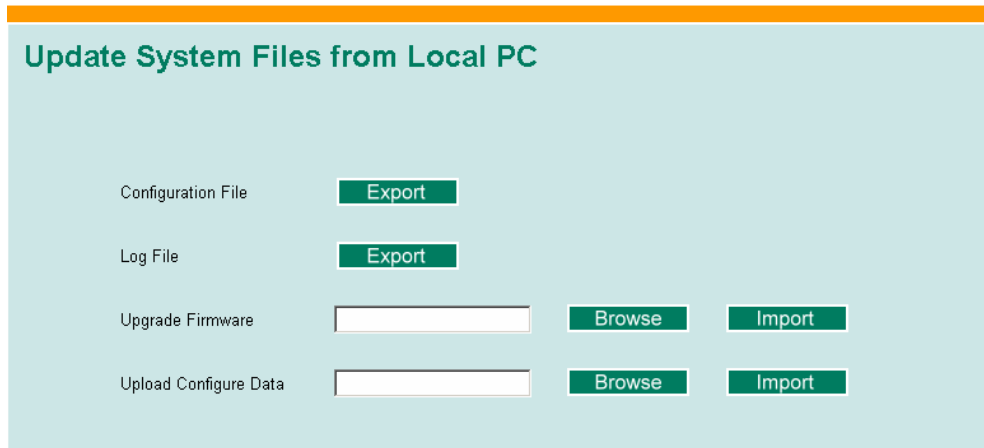 Update System Files from Local PC
Configuration File Export
Log File Export
Upgrade Firmware Browse Import
Upload Configure Data Browse Import